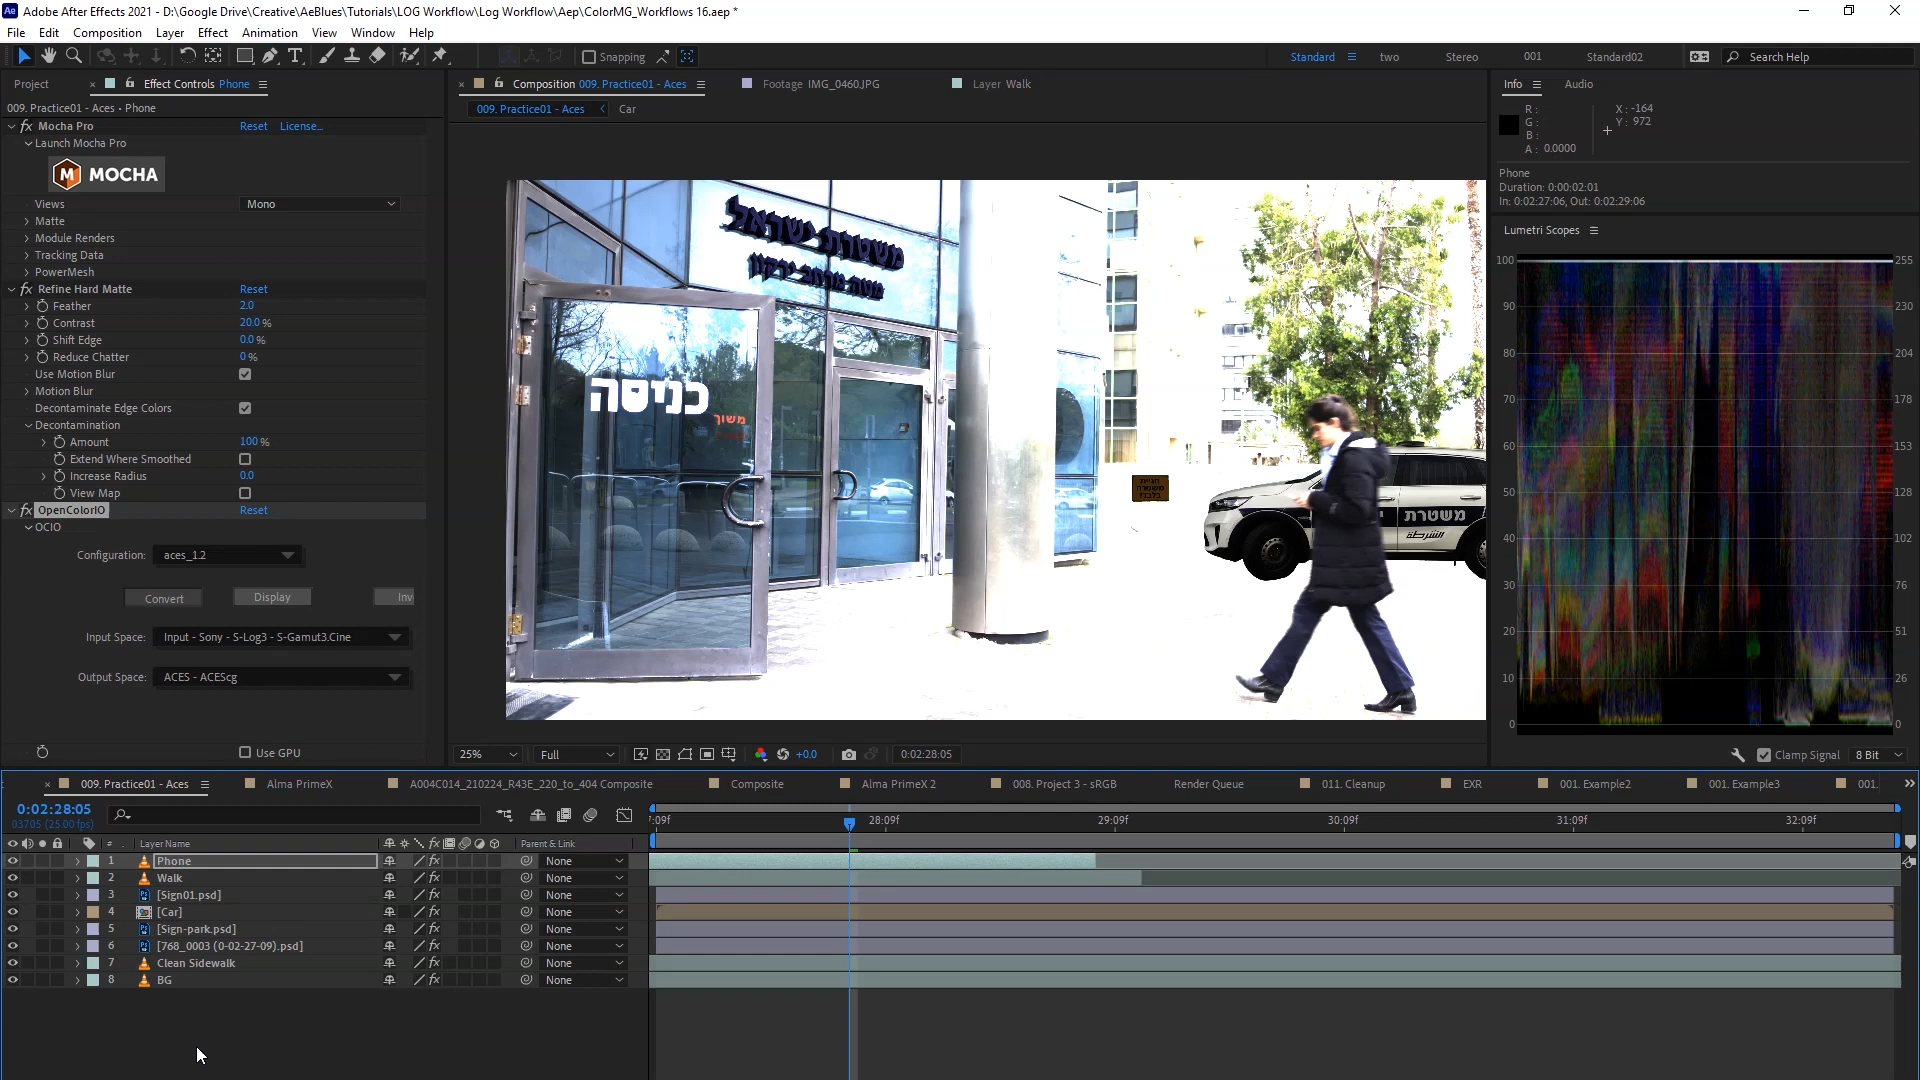 Adobe After Effects 2021 - D:\Google Drive\Creative\AeBlues\Tutorials\LOG Workflow\Log Workflow\Aep\ColorMG_Workflows 16.aep *
File Edit Composition Layer Effect Animation View Window Help
Snapping Standard two Stereo 001 Standard02 Search Help
Project Effect Controls Phone Composition 009. Practice01 - Aces Footage IMG_0460.JPG Layer Walk Info Audio
009. Practice01 - Aces • Phone
009. Practice01 - Aces Car
Mocha Pro Reset License...
Launch Mocha Pro
MOCHA
Views Mono
Matte
Module Renders
Tracking Data
PowerMesh
Refine Hard Matte Reset
Feather 2.0
Contrast 20.0 %
Shift Edge 0.0 %
Reduce Chatter 0 %
Use Motion Blur
Motion Blur
Decontaminate Edge Colors
Decontamination
Amount 100 %
Extend Where Smoothed
Increase Radius 0.0
View Map
OpenColorIO Reset
OCIO
Configuration: aces_1.2
Convert Display Inv
Input Space: Input - Sony - S-Log3 - S-Gamut3.Cine
Output Space: ACES - ACEScg
Use GPU
משטרת ישראל
מטה מרחב ירקון
כניסה
משוך
חניית
משטרה
בלבד!
משטרת
الشرطة
25% Full +0.0 0:02:28:05
R: X: -164
G: Y: 972
B:
A: 0.0000
Phone
Duration: 0:00:02:01
In: 0:02:27:06, Out: 0:02:29:06
Lumetri Scopes
100 255
90 230
80 204
70 178
60 153
50 128
40 102
30 76
20 51
10 26
0 0
Clamp Signal 8 Bit
009. Practice01 - Aces Alma PrimeX A004C014_210224_R43E_220_to_404 Composite Composite Alma PrimeX 2 008. Project 3 - sRGB Render Queue 011. Cleanup EXR 001. Example2 001. Example3 001.
0:02:28:05
03705 (25.00 fps)
7:09f 28:09f 29:09f 30:09f 31:09f 32:09f
# Layer Name Parent & Link
1 Phone None
2 Walk None
3 [Sign01.psd] None
4 [Car] None
5 [Sign-park.psd] None
6 [768_0003 (0-02-27-09).psd] None
7 Clean Sidewalk None
8 BG None